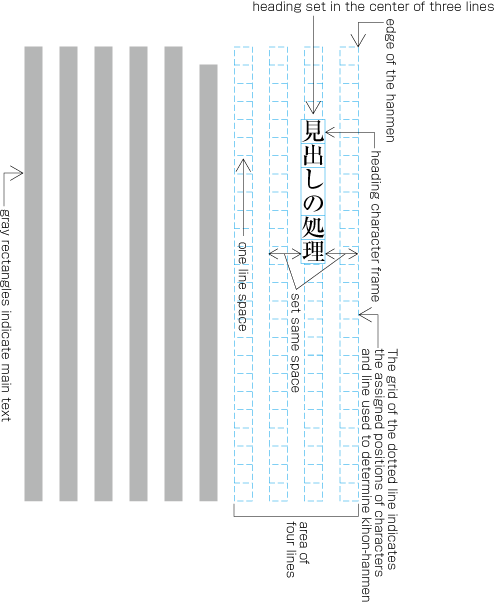 heading set in the center of three lines
edge of the hanmen
heading character frame
見出しの処理
one line space
set same space
The grid of the dotted line indicates
the assigned positions of characters
and line used to determine kihon-hanmen
area of
four lines
gray rectangles indicate main text